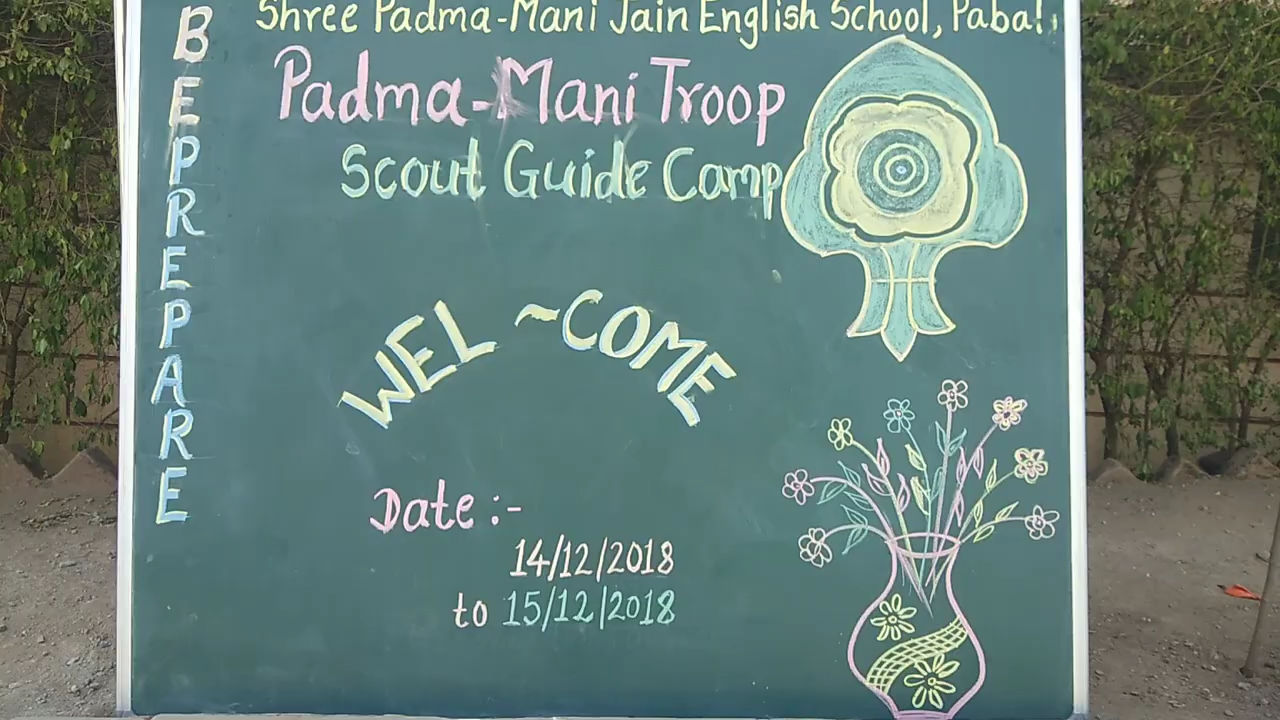 Shree Padma-Mani Jain English School, Pabal.
Padma-Mani Troop
Scout Guide Camp
BE PREPARE
WEL ~COME
Date :-
14/12/2018
to 15/12/2018